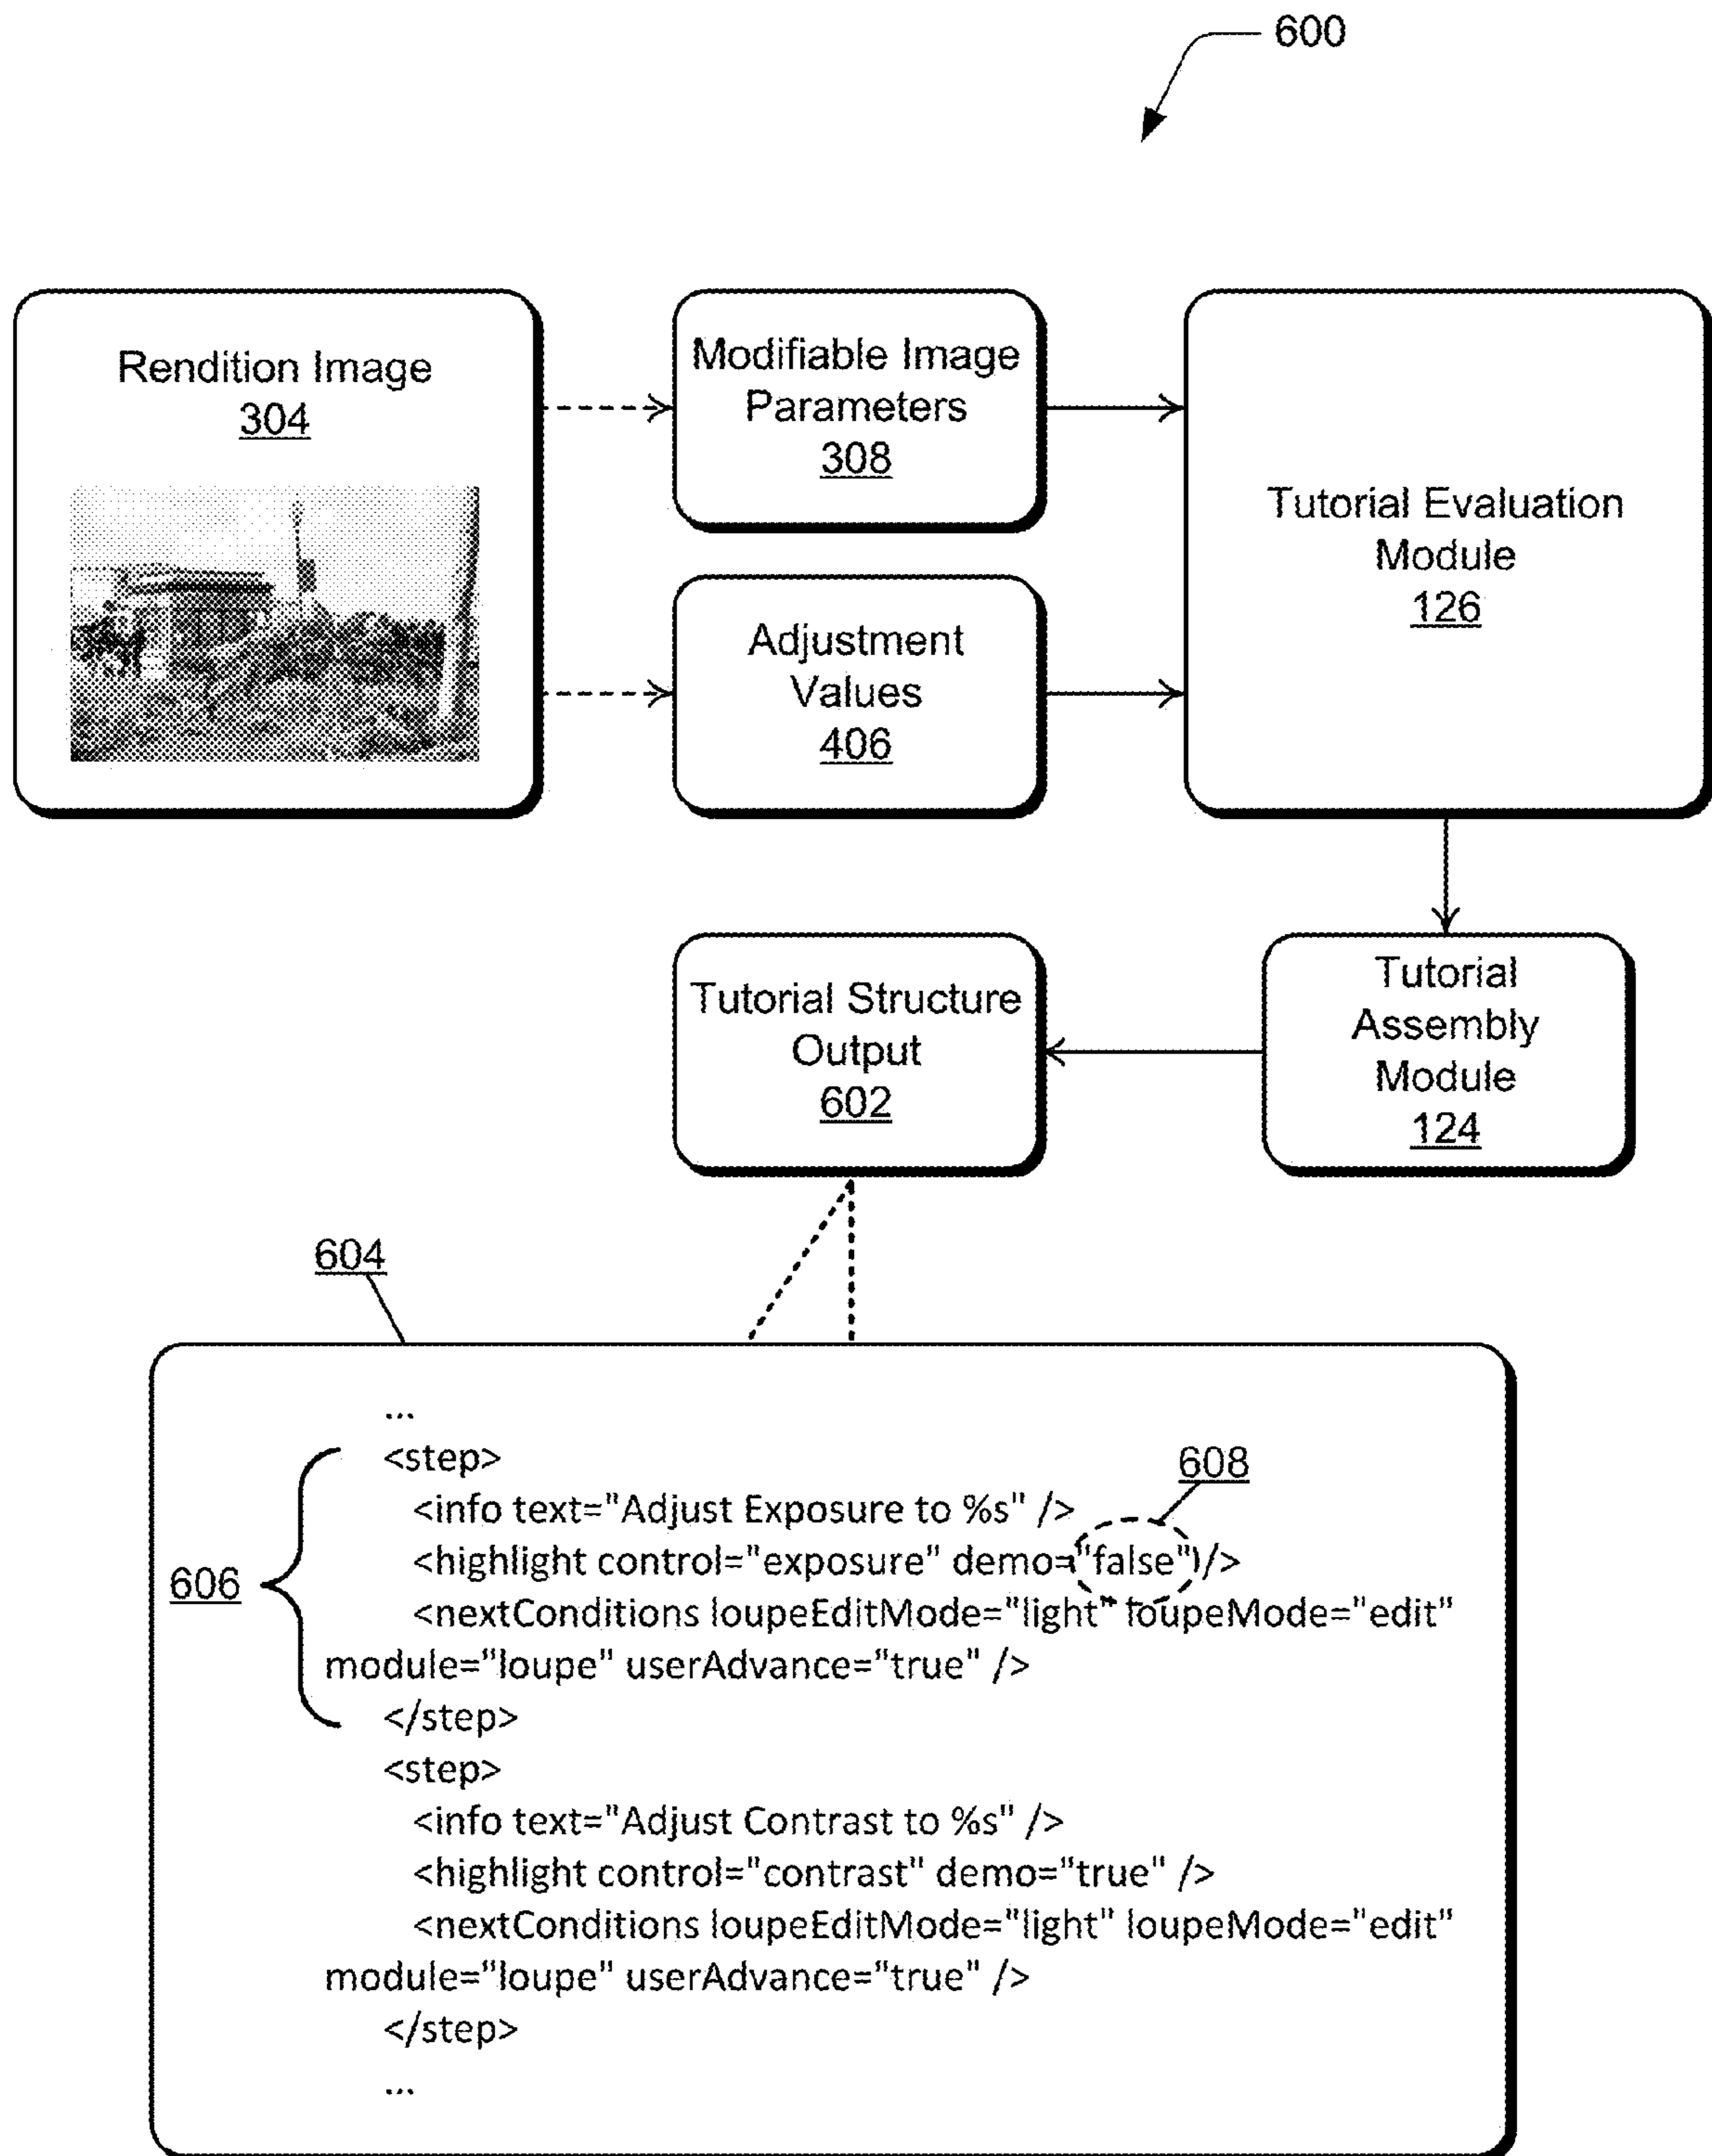 600
Rendition Image
304
Modifiable Image
Parameters
308
Adjustment
Values
406
Tutorial Evaluation
Module
126
Tutorial Structure
Output
602
Tutorial
Assembly
Module
124
604
...
<step>
608
<info text="Adjust Exposure to %s" />
<highlight control="exposure" demo="false" />
606
<nextConditions loupeEditMode="light" loupeMode="edit"
module="loupe" userAdvance="true" />
</step>
<step>
<info text="Adjust Contrast to %s" />
<highlight control="contrast" demo="true" />
<nextConditions loupeEditMode="light" loupeMode="edit"
module="loupe" userAdvance="true" />
</step>
...